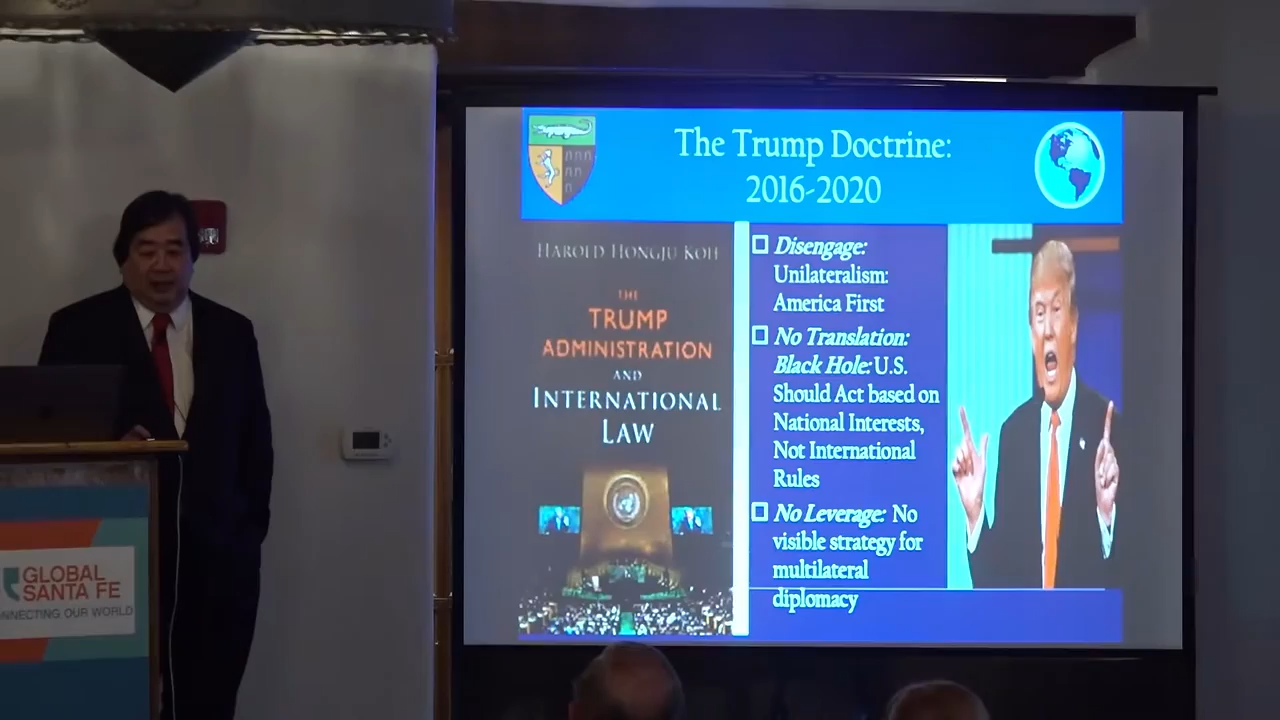 The Trump Doctrine:
2016-2020
HAROLD HONGJU KOH
THE
TRUMP
ADMINISTRATION
AND
INTERNATIONAL
LAW
Disengage:
Unilateralism:
America First
No Translation:
Black Hole: U.S.
Should Act based on
National Interests,
Not International
Rules
No Leverage: No
visible strategy for
multilateral
diplomacy
GLOBAL
SANTA FE
NNECTING OUR WORLD